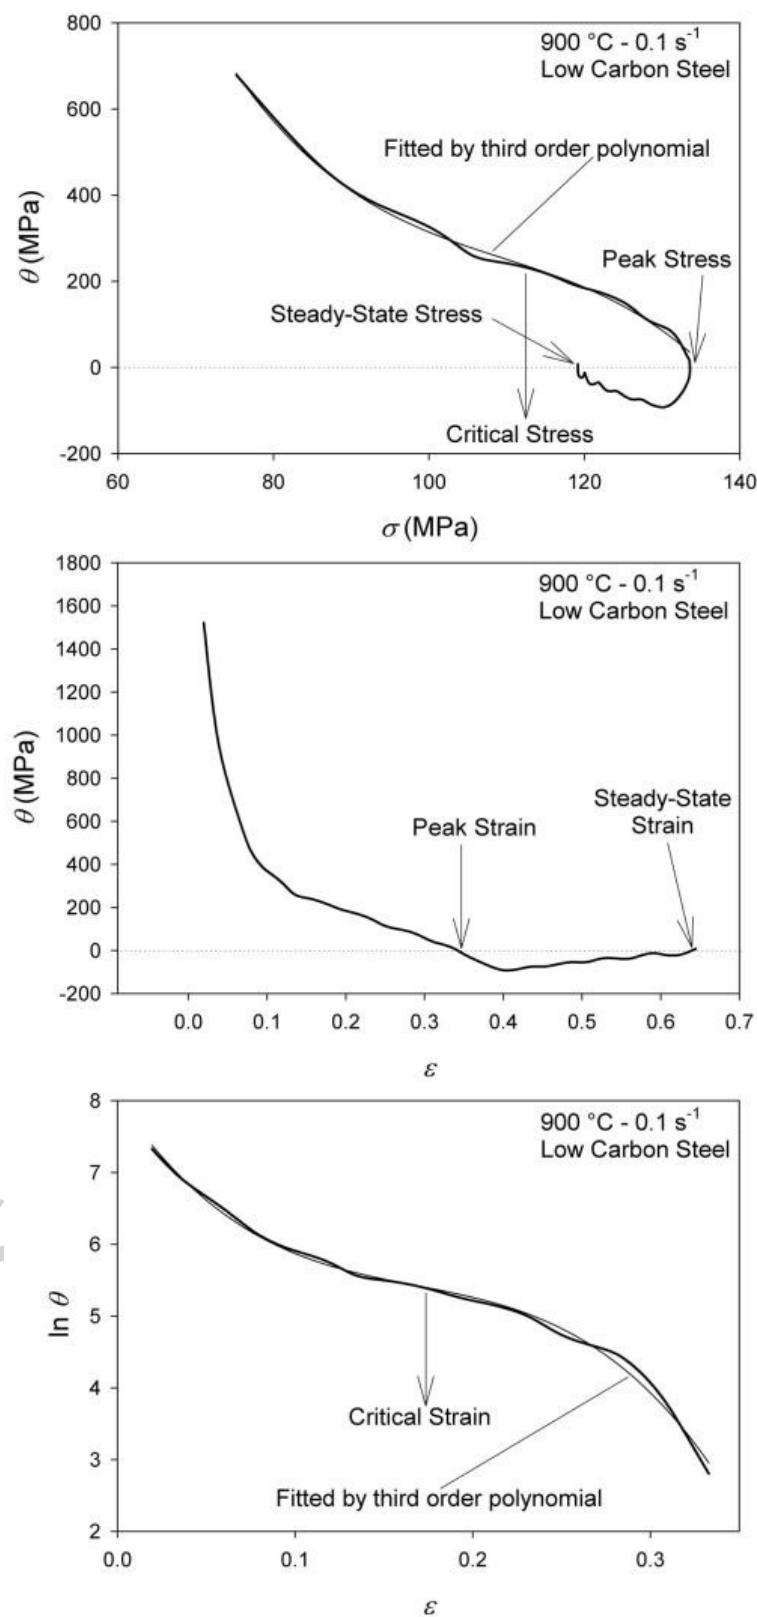 800
900 °C - 0.1 s⁻¹
Low Carbon Steel
600
Fitted by third order polynomial
400
θ (MPa)
Peak Stress
200
Steady-State Stress
0
Critical Stress
-200
60 80 100 120 140
σ (MPa)
1800
900 °C - 0.1 s⁻¹
1600
Low Carbon Steel
1400
1200
1000
θ (MPa)
800
Steady-State
Strain
600
Peak Strain
400
200
0
-200
0.0 0.1 0.2 0.3 0.4 0.5 0.6 0.7
ε
8
900 °C - 0.1 s⁻¹
Low Carbon Steel
7
6
ln θ
5
4
Critical Strain
3
Fitted by third order polynomial
2
0.0 0.1 0.2 0.3
ε